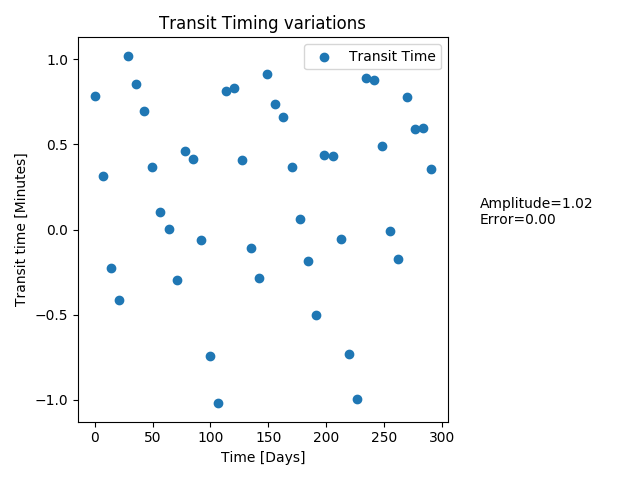 Transit Timing variations
Transit Time
1.0
0.5
0.0
−0.5
−1.0
Transit time [Minutes]
0
50
100
150
200
250
300
Time [Days]
Amplitude=1.02
Error=0.00